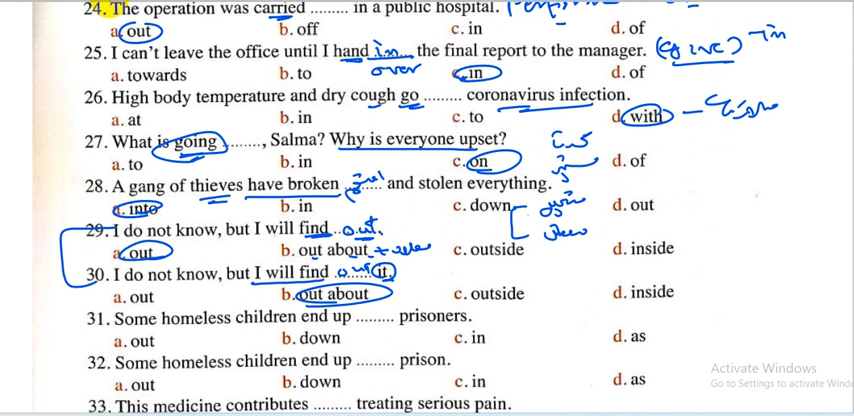 24. The operation was carried ......... in a public hospital.
a. out b. off c. in d. of
25. I can't leave the office until I hand in the final report to the manager. (give) in
a. towards b. to over c. in d. of
26. High body temperature and dry cough go ......... coronavirus infection.
a. at b. in c. to d. with
27. What is going ........., Salma? Why is everyone upset?
a. to b. in c. on d. of
28. A gang of thieves have broken ......... and stolen everything.
a. into b. in c. down d. out
29. I do not know, but I will find ..out.
a. out b. out about c. outside d. inside
30. I do not know, but I will find ......... it.
a. out b. out about c. outside d. inside
31. Some homeless children end up ......... prisoners.
a. out b. down c. in d. as
32. Some homeless children end up ......... prison.
a. out b. down c. in d. as
33. This medicine contributes ......... treating serious pain.
Activate Windows
Go to Settings to activate Wind